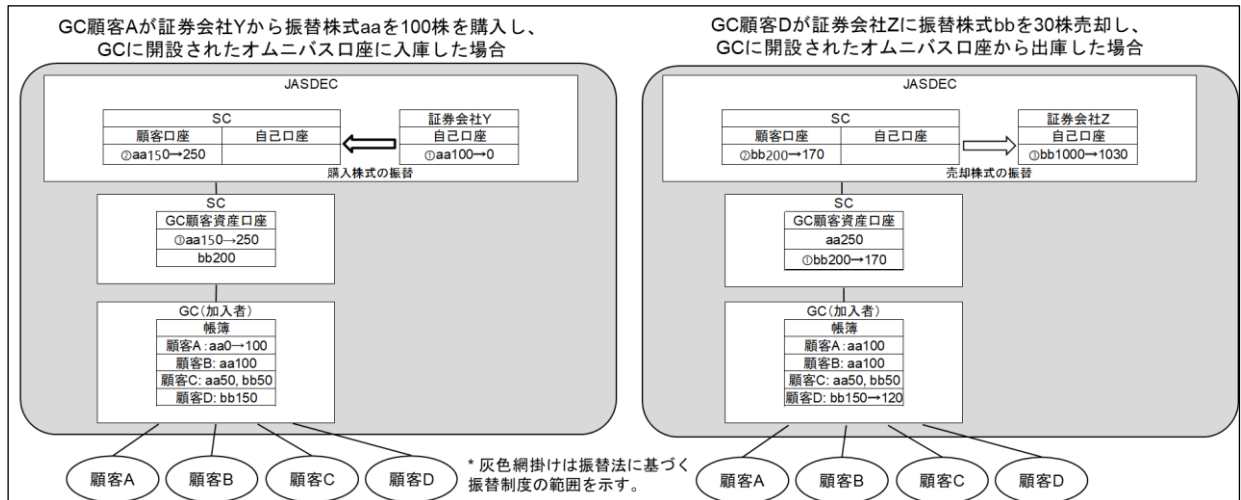 GC顧客Aが証券会社Yから振替株式aaを100株を購入し、
GCに開設されたオムニバス口座に入庫した場合
JASDEC
SC
顧客口座 自己口座
②aa150→250
証券会社Y
自己口座
①aa100→0
購入株式の振替
SC
GC顧客資産口座
③aa150→250
bb200
GC(加入者)
帳簿
顧客A:aa0→100
顧客B: aa100
顧客C: aa50, bb50
顧客D: bb150
顧客A 顧客B 顧客C 顧客D
* 灰色網掛けは振替法に基づく
振替制度の範囲を示す。
GC顧客Dが証券会社Zに振替株式bbを30株売却し、
GCに開設されたオムニバス口座から出庫した場合
JASDEC
SC
顧客口座 自己口座
②bb200→170
証券会社Z
自己口座
③bb1000→1030
売却株式の振替
SC
GC顧客資産口座
aa250
①bb200→170
GC(加入者)
帳簿
顧客A: aa100
顧客B: aa100
顧客C: aa50, bb50
顧客D: bb150→120
顧客A 顧客B 顧客C 顧客D